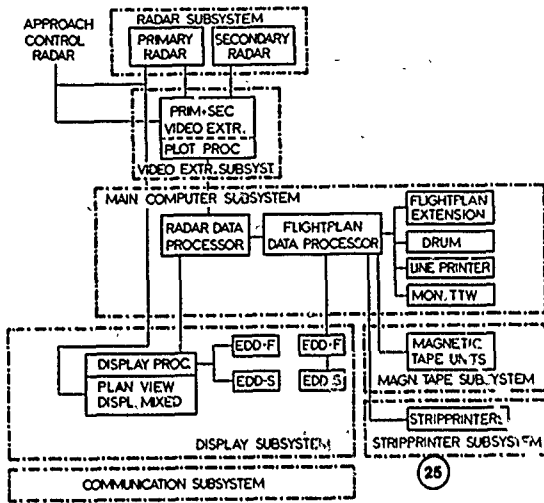 RADAR SUBSYSTEM
APPROACH
CONTROL
RADAR
PRIMARY
RADAR
SECONDARY
RADAR
PRIM+SEC
VIDEO EXTR.
PLOT PROC
VIDEO EXTR. SUBSYST
MAIN COMPUTER SUBSYSTEM
RADAR DATA
PROCESSOR
FLIGHTPLAN
DATA PROCESSOR
FLIGHTPLAN
EXTENSION
DRUM
LINE PRINTER
MON. TTW
DISPLAY PROC.
PLAN VIEW
DISPL. MIXED
EDD-F
EDD-F
EDD-S
EDD-S
DISPLAY SUBSYSTEM
MAGNETIC
TAPE UNITS
MAGN. TAPE SUBSYSTEM
STRIPPRINTERS
STRIPPRINTER SUBSYSTEM
25
COMMUNICATION SUBSYSTEM